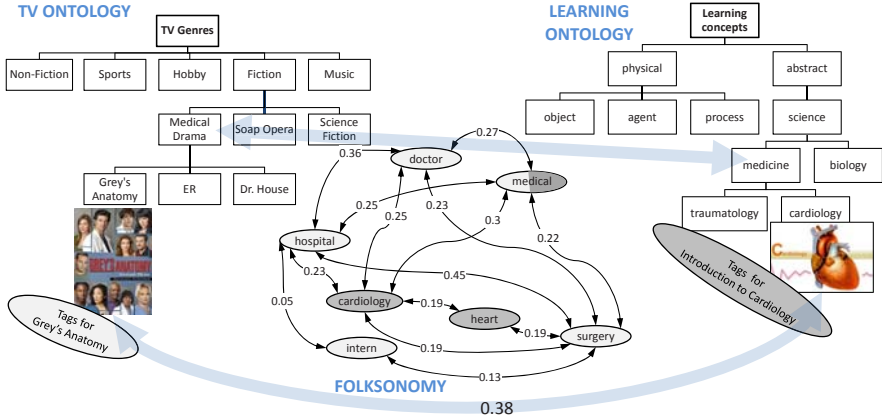 TV ONTOLOGY
TV Genres
Non-Fiction
Sports
Hobby
Fiction
Music
Medical
Drama
Soap Opera
Science
Fiction
Grey's
Anatomy
ER
Dr. House
GREY'S ANATOMY
Tags for
Grey's Anatomy
LEARNING
ONTOLOGY
Learning
concepts
physical
abstract
object
agent
process
science
medicine
biology
traumatology
cardiology
Cardiology
Tags for
Introduction to Cardiology
doctor
medical
hospital
cardiology
heart
intern
surgery
0.27
0.36
0.25
0.25
0.23
0.3
0.22
0.23
0.45
0.05
0.19
0.19
0.19
0.13
FOLKSONOMY
0.38